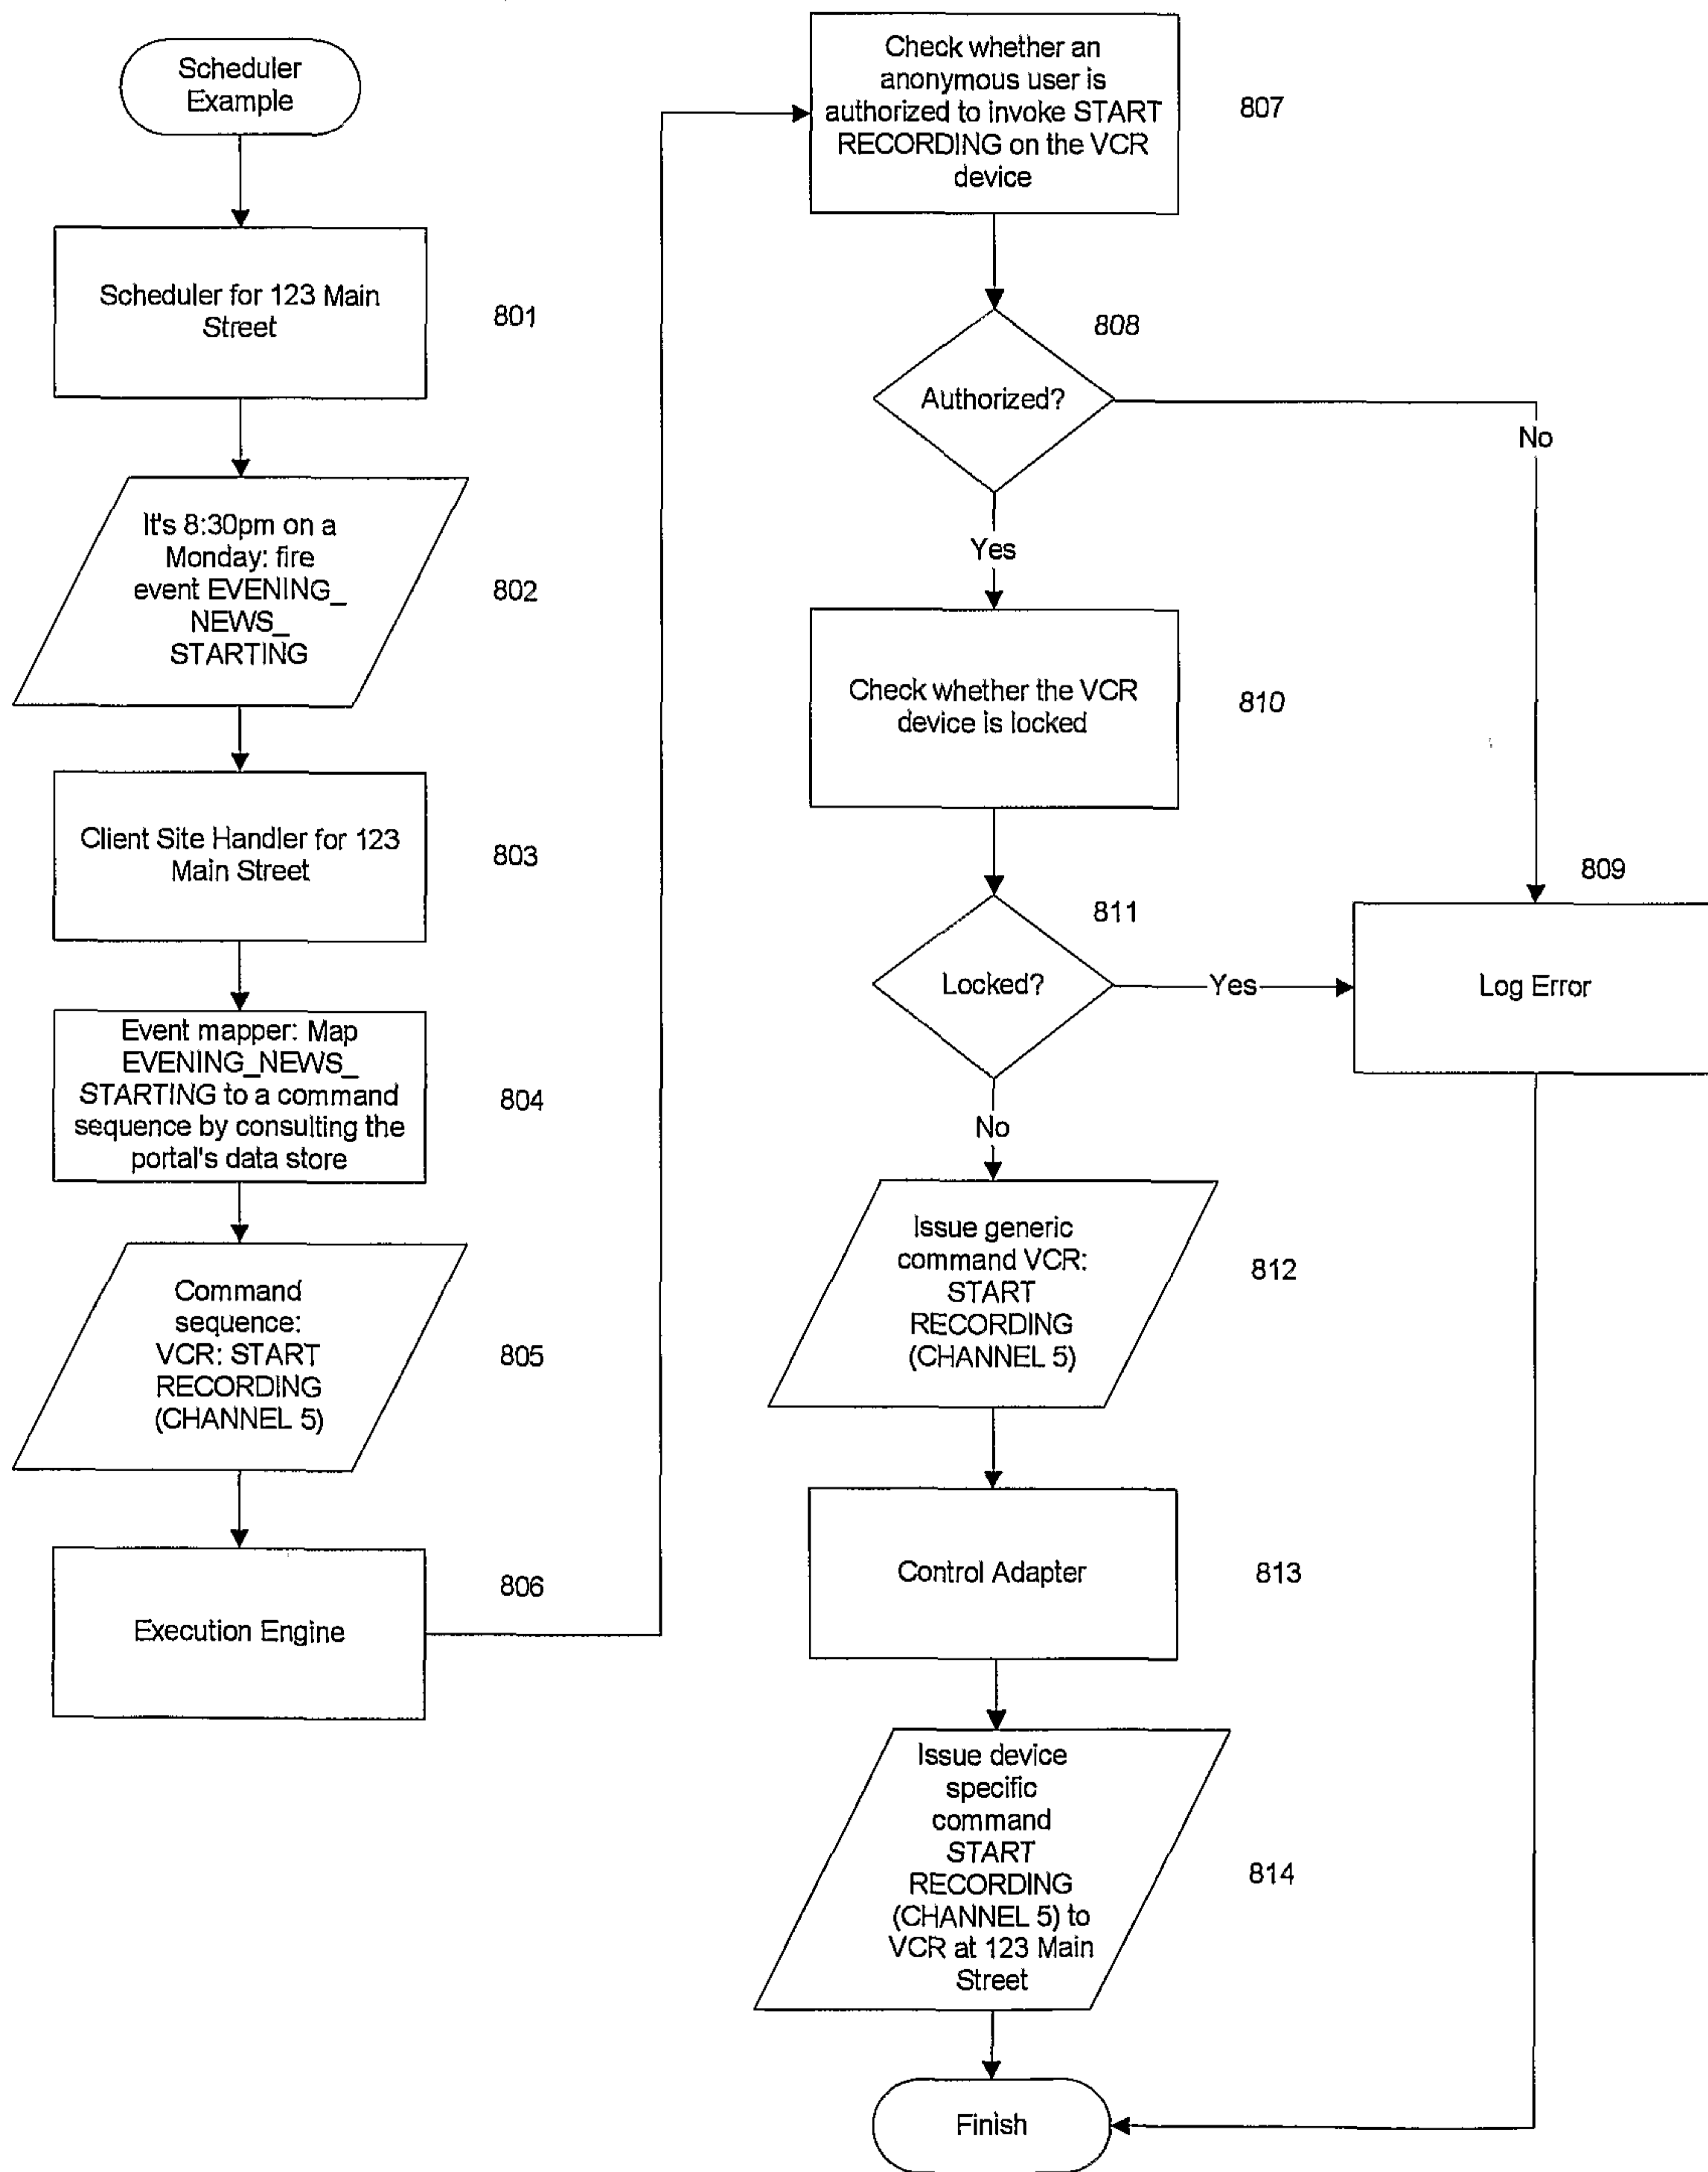 Scheduler
Example
Scheduler for 123 Main
Street
801
It's 8:30pm on a
Monday: fire
event EVENING_
NEWS_
STARTING
802
Client Site Handler for 123
Main Street
803
Event mapper: Map
EVENING_NEWS_
STARTING to a command
sequence by consulting the
portal's data store
804
Command
sequence:
VCR: START
RECORDING
(CHANNEL 5)
805
806
Execution Engine
Check whether an
anonymous user is
authorized to invoke START
RECORDING on the VCR
device
807
808
Authorized?
No
Yes
Check whether the VCR
device is locked
810
809
811
Locked?
Yes
Log Error
No
Issue generic
command VCR:
START
RECORDING
(CHANNEL 5)
812
Control Adapter
813
Issue device
specific
command
START
RECORDING
(CHANNEL 5) to
VCR at 123 Main
Street
814
Finish